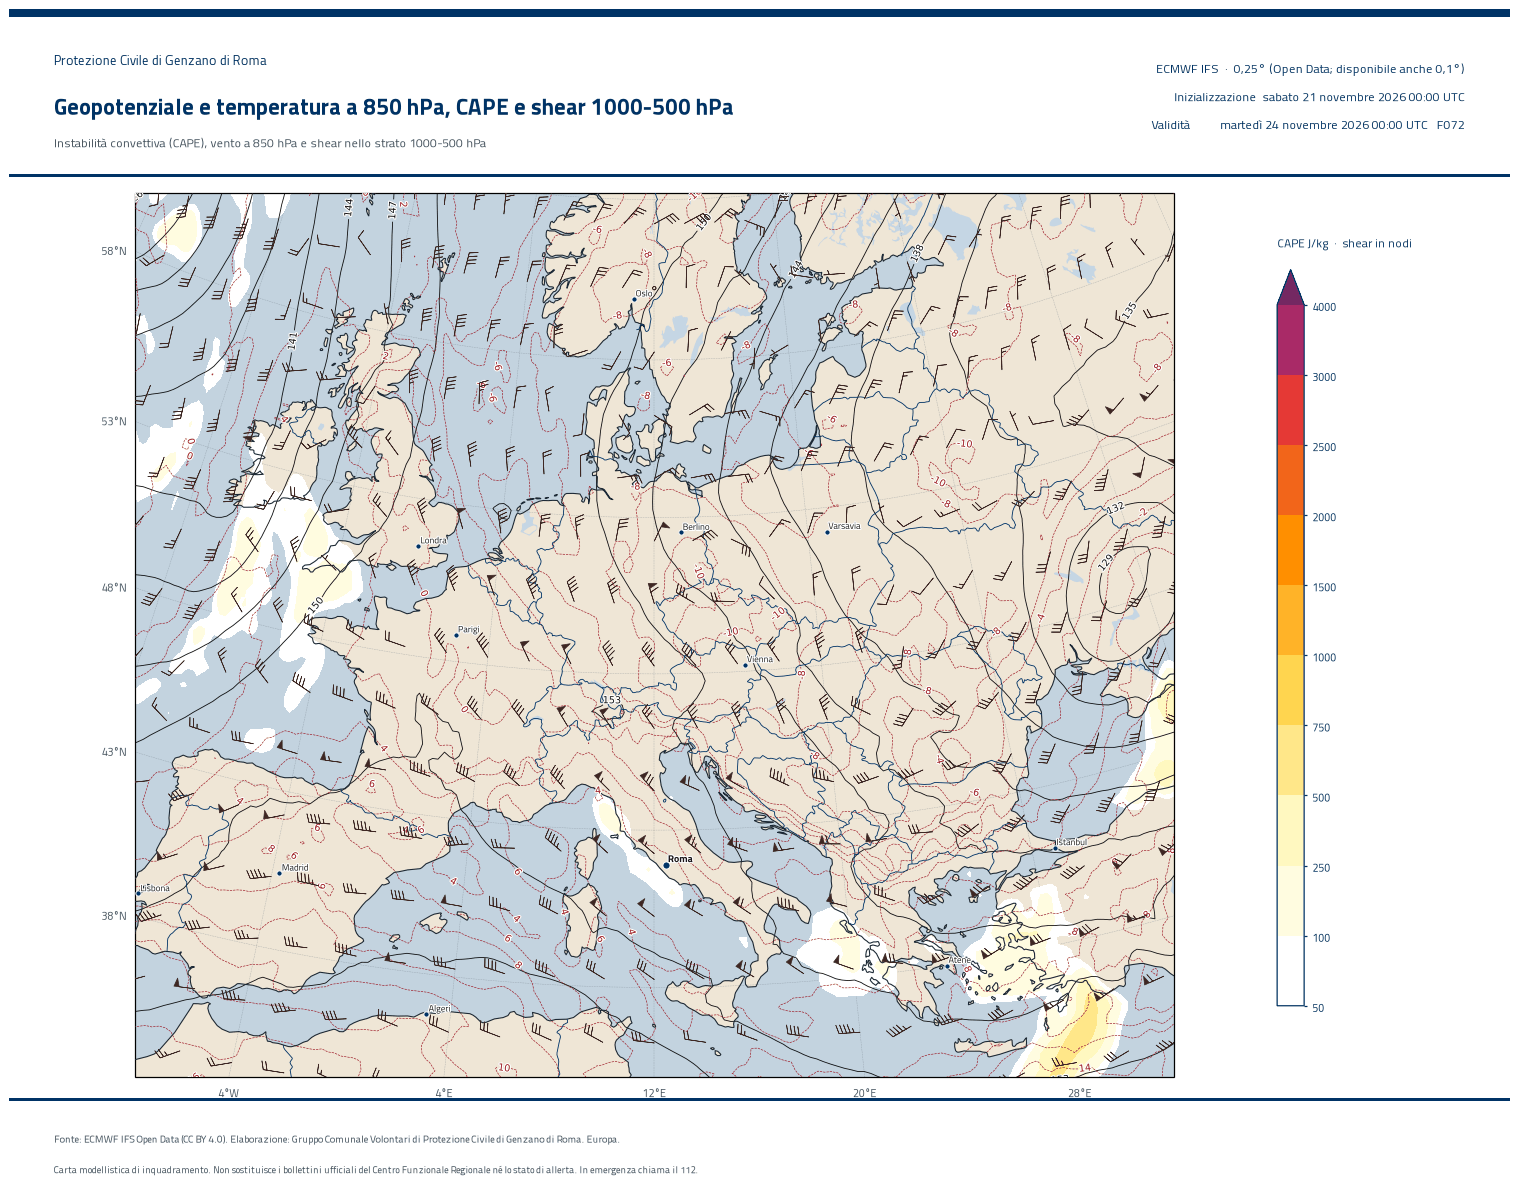 Protezione Civile di Genzano di Roma
Geopotenziale e temperatura a 850 hPa, CAPE e shear 1000-500 hPa
Instabilità convettiva (CAPE), vento a 850 hPa e shear nello strato 1000-500 hPa
ECMWF IFS · 0,25° (Open Data; disponibile anche 0,1°)
Inizializzazione sabato 21 novembre 2026 00:00 UTC
Validità martedì 24 novembre 2026 00:00 UTC F072
CAPE J/kg · shear in nodi
4000
3000
2500
2000
1500
1000
750
500
250
100
50
58°N
53°N
48°N
43°N
38°N
4°W
4°E
12°E
20°E
28°E
Oslo
Londra
Berlino
Varsavia
Parigi
Vienna
Madrid
Lisbona
Roma
Istanbul
Atene
Algeri
144
147
141
150
150
153
144
138
135
132
129
Fonte: ECMWF IFS Open Data (CC BY 4.0). Elaborazione: Gruppo Comunale Volontari di Protezione Civile di Genzano di Roma. Europa.
Carta modellistica di inquadramento. Non sostituisce i bollettini ufficiali del Centro Funzionale Regionale né lo stato di allerta. In emergenza chiama il 112.